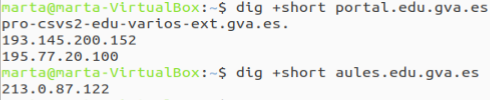 marta@marta-VirtualBox:~$ dig +short portal.edu.gva.es
pro-csvs2-edu-varios-ext.gva.es.
193.145.200.152
195.77.20.100
marta@marta-VirtualBox:~$ dig +short aules.edu.gva.es
213.0.87.122